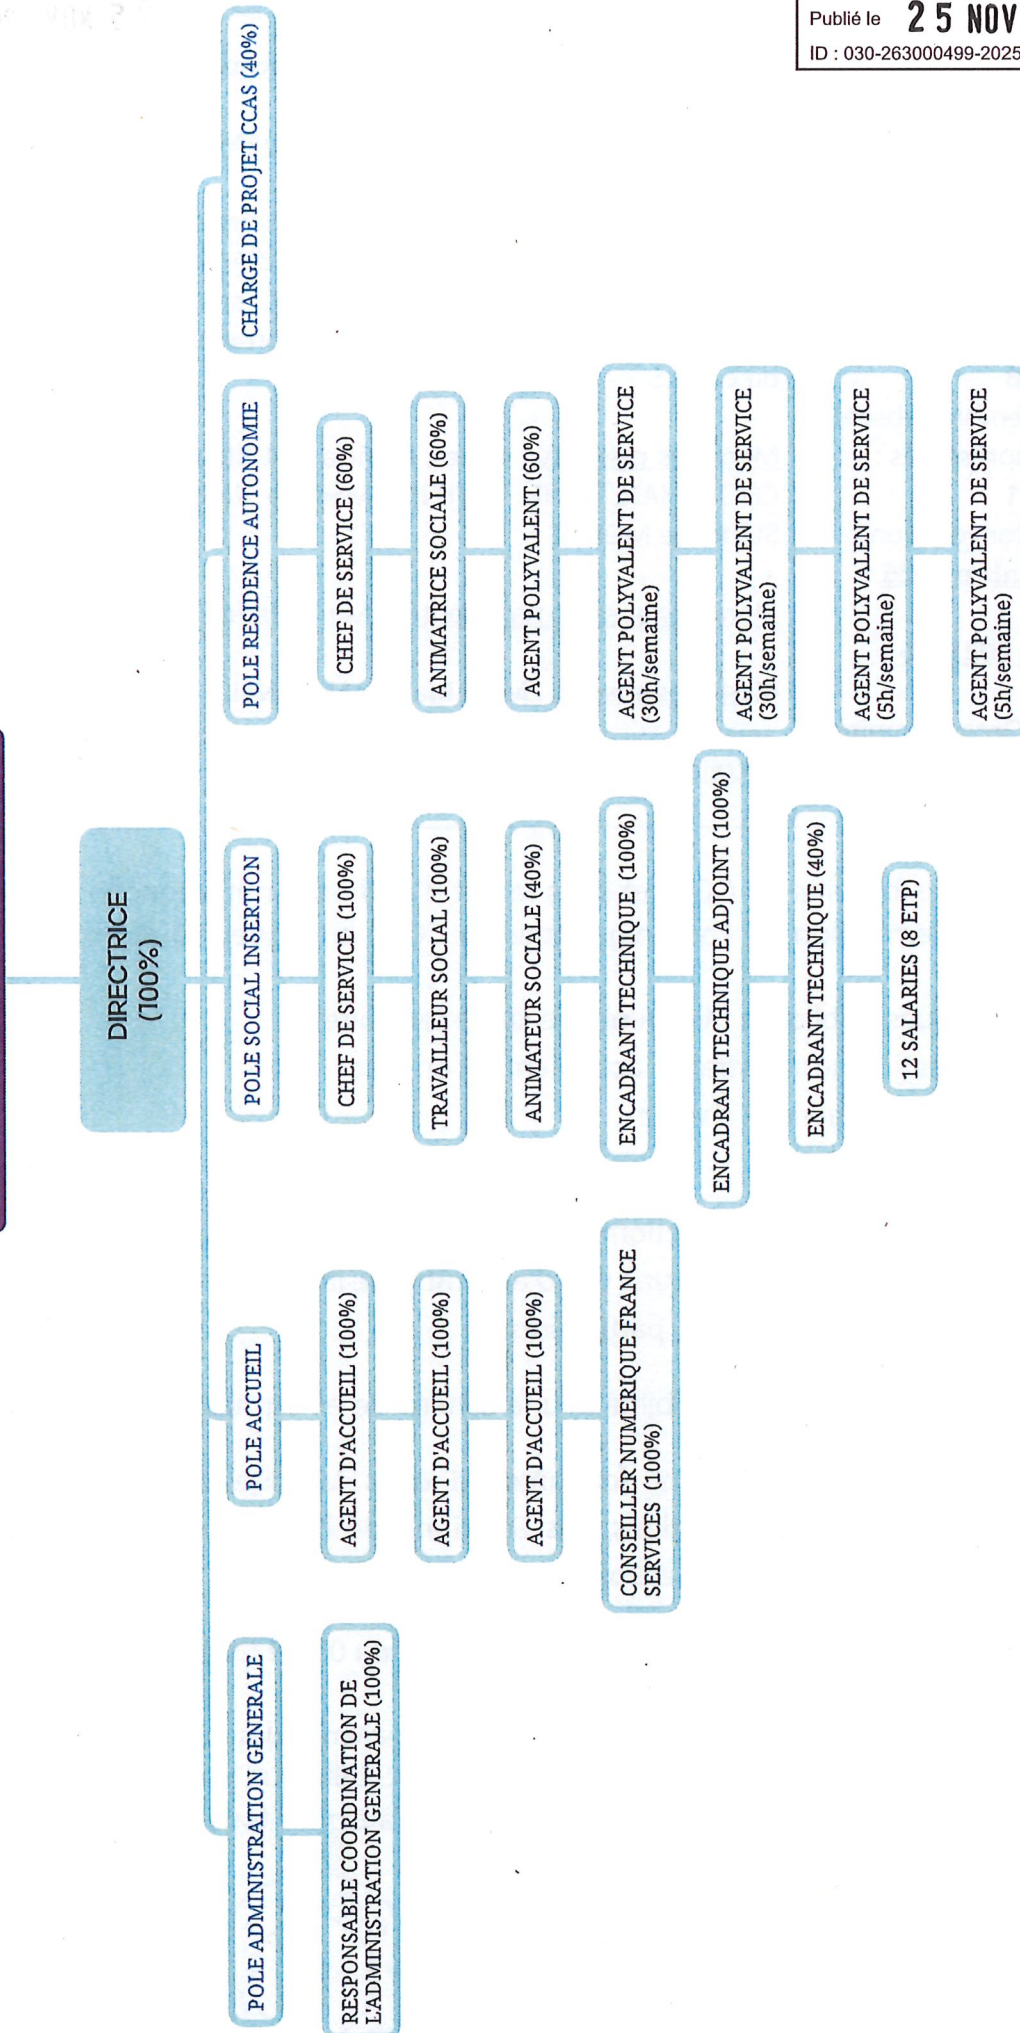 Publié le 25 NOV
ID : 030-263000499-2025
DIRECTRICE
(100%)
POLE ADMINISTRATION GENERALE
RESPONSABLE COORDINATION DE
L'ADMINISTRATION GENERALE (100%)
POLE ACCUEIL
AGENT D'ACCUEIL (100%)
AGENT D'ACCUEIL (100%)
AGENT D'ACCUEIL (100%)
CONSEILLER NUMERIQUE FRANCE
SERVICES (100%)
POLE SOCIAL INSERTION
CHEF DE SERVICE (100%)
TRAVAILLEUR SOCIAL (100%)
ANIMATEUR SOCIALE (40%)
ENCADRANT TECHNIQUE (100%)
ENCADRANT TECHNIQUE ADJOINT (100%)
ENCADRANT TECHNIQUE (40%)
12 SALARIES (8 ETP)
POLE RESIDENCE AUTONOMIE
CHEF DE SERVICE (60%)
ANIMATRICE SOCIALE (60%)
AGENT POLYVALENT (60%)
AGENT POLYVALENT DE SERVICE
(30h/semaine)
AGENT POLYVALENT DE SERVICE
(30h/semaine)
AGENT POLYVALENT DE SERVICE
(5h/semaine)
AGENT POLYVALENT DE SERVICE
(5h/semaine)
CHARGE DE PROJET CCAS (40%)